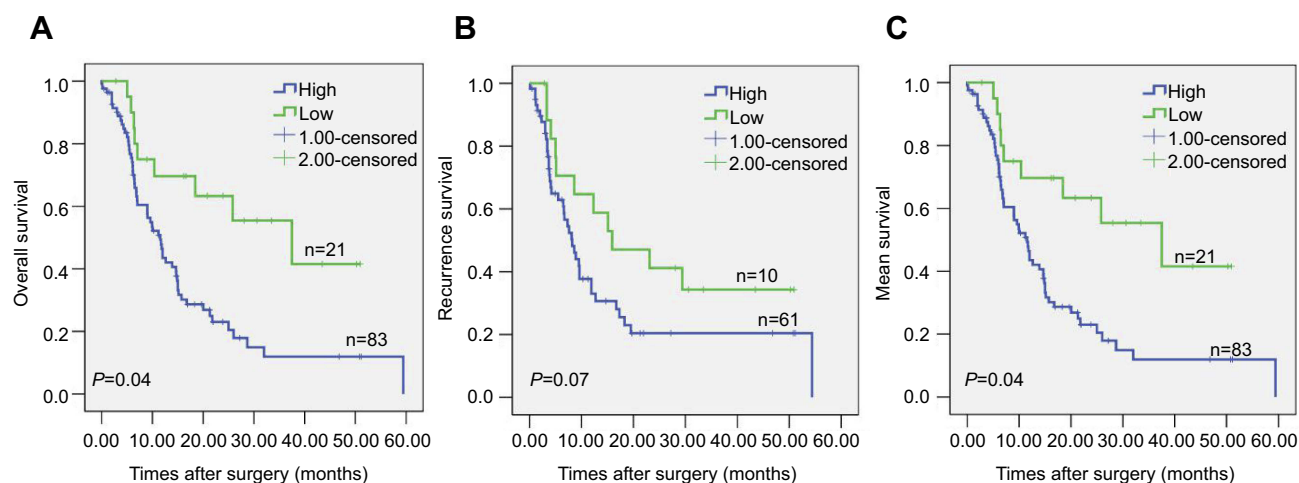 A
Overall survival
1.0
0.8
0.6
0.4
0.2
0.0
High
Low
1.00-censored
2.00-censored
n=21
n=83
P=0.04
0.00 10.00 20.00 30.00 40.00 50.00 60.00
Times after surgery (months)
B
Recurrence survival
1.0
0.8
0.6
0.4
0.2
0.0
High
Low
1.00-censored
2.00-censored
n=10
n=61
P=0.07
0.00 10.00 20.00 30.00 40.00 50.00 60.00
Times after surgery (months)
C
Mean survival
1.0
0.8
0.6
0.4
0.2
0.0
High
Low
1.00-censored
2.00-censored
n=21
n=83
P=0.04
0.00 10.00 20.00 30.00 40.00 50.00 60.00
Times after surgery (months)